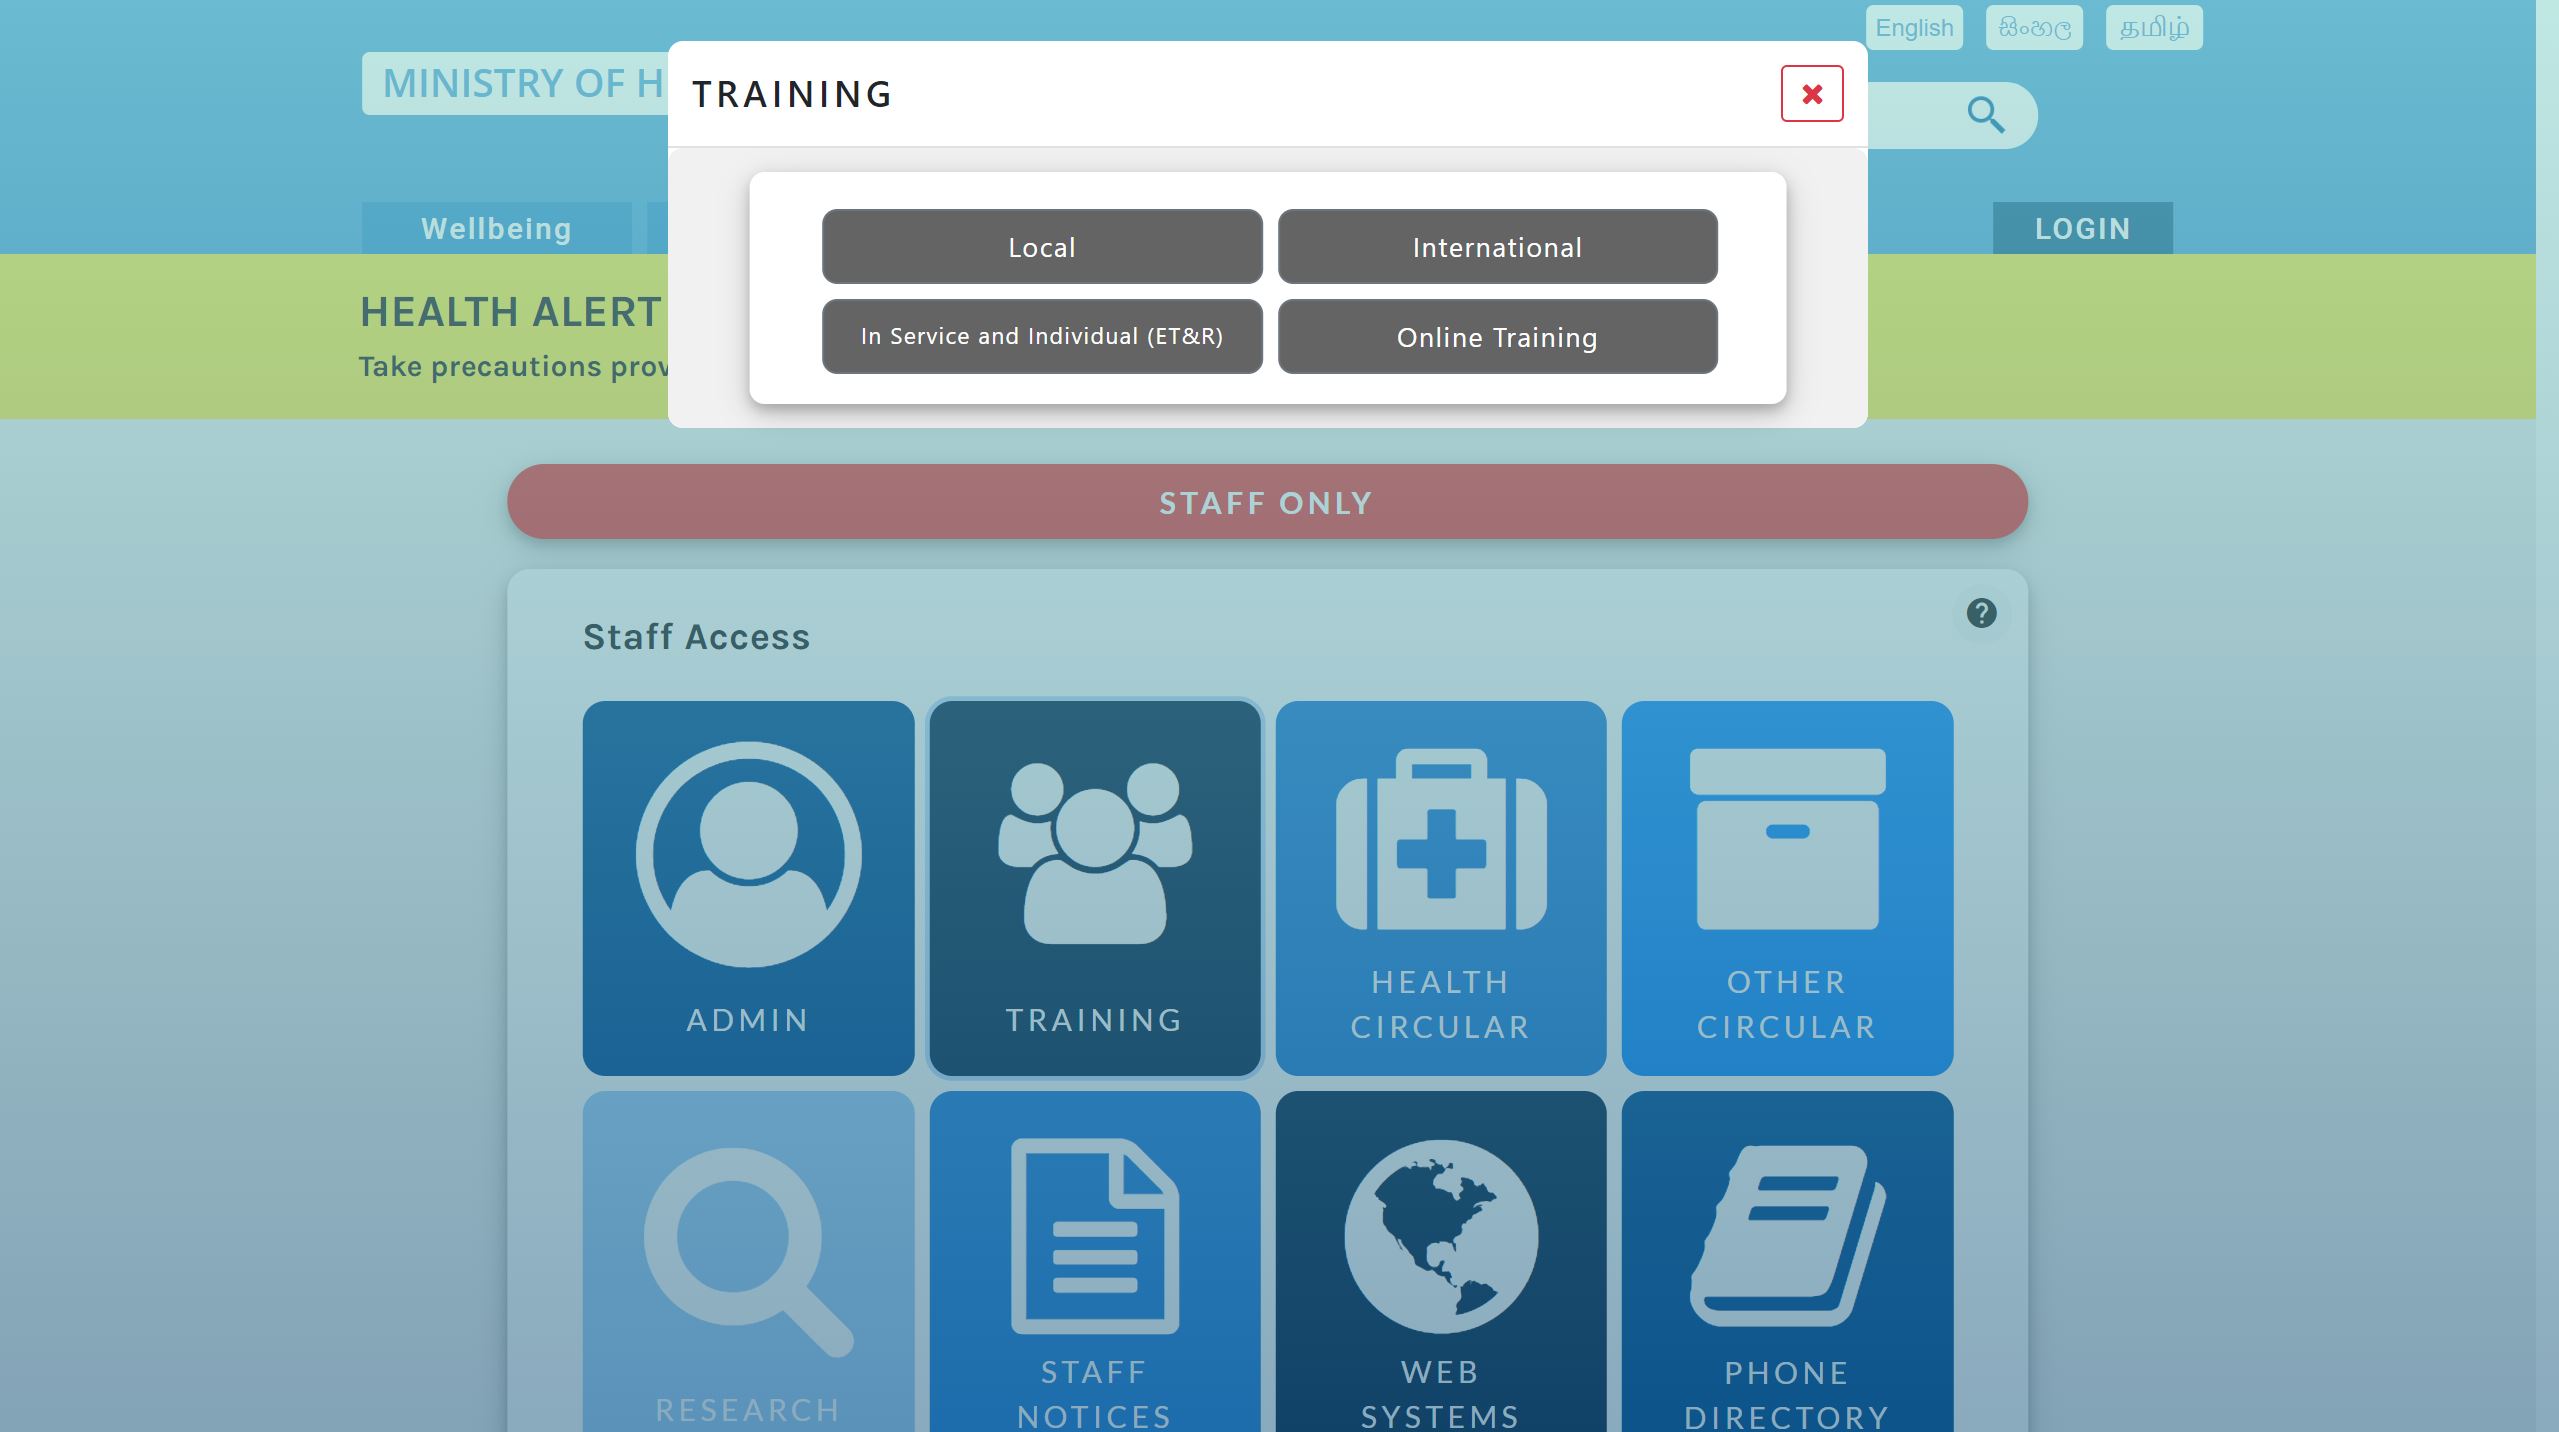 English
සිංහල
தமிழ்
MINISTRY OF H
TRAINING
Wellbeing
LOGIN
Local
International
In Service and Individual (ET&R)
Online Training
HEALTH ALERT
Take precautions prov
STAFF ONLY
Staff Access
ADMIN
TRAINING
HEALTH
CIRCULAR
OTHER
CIRCULAR
RESEARCH
STAFF
NOTICES
WEB
SYSTEMS
PHONE
DIRECTORY